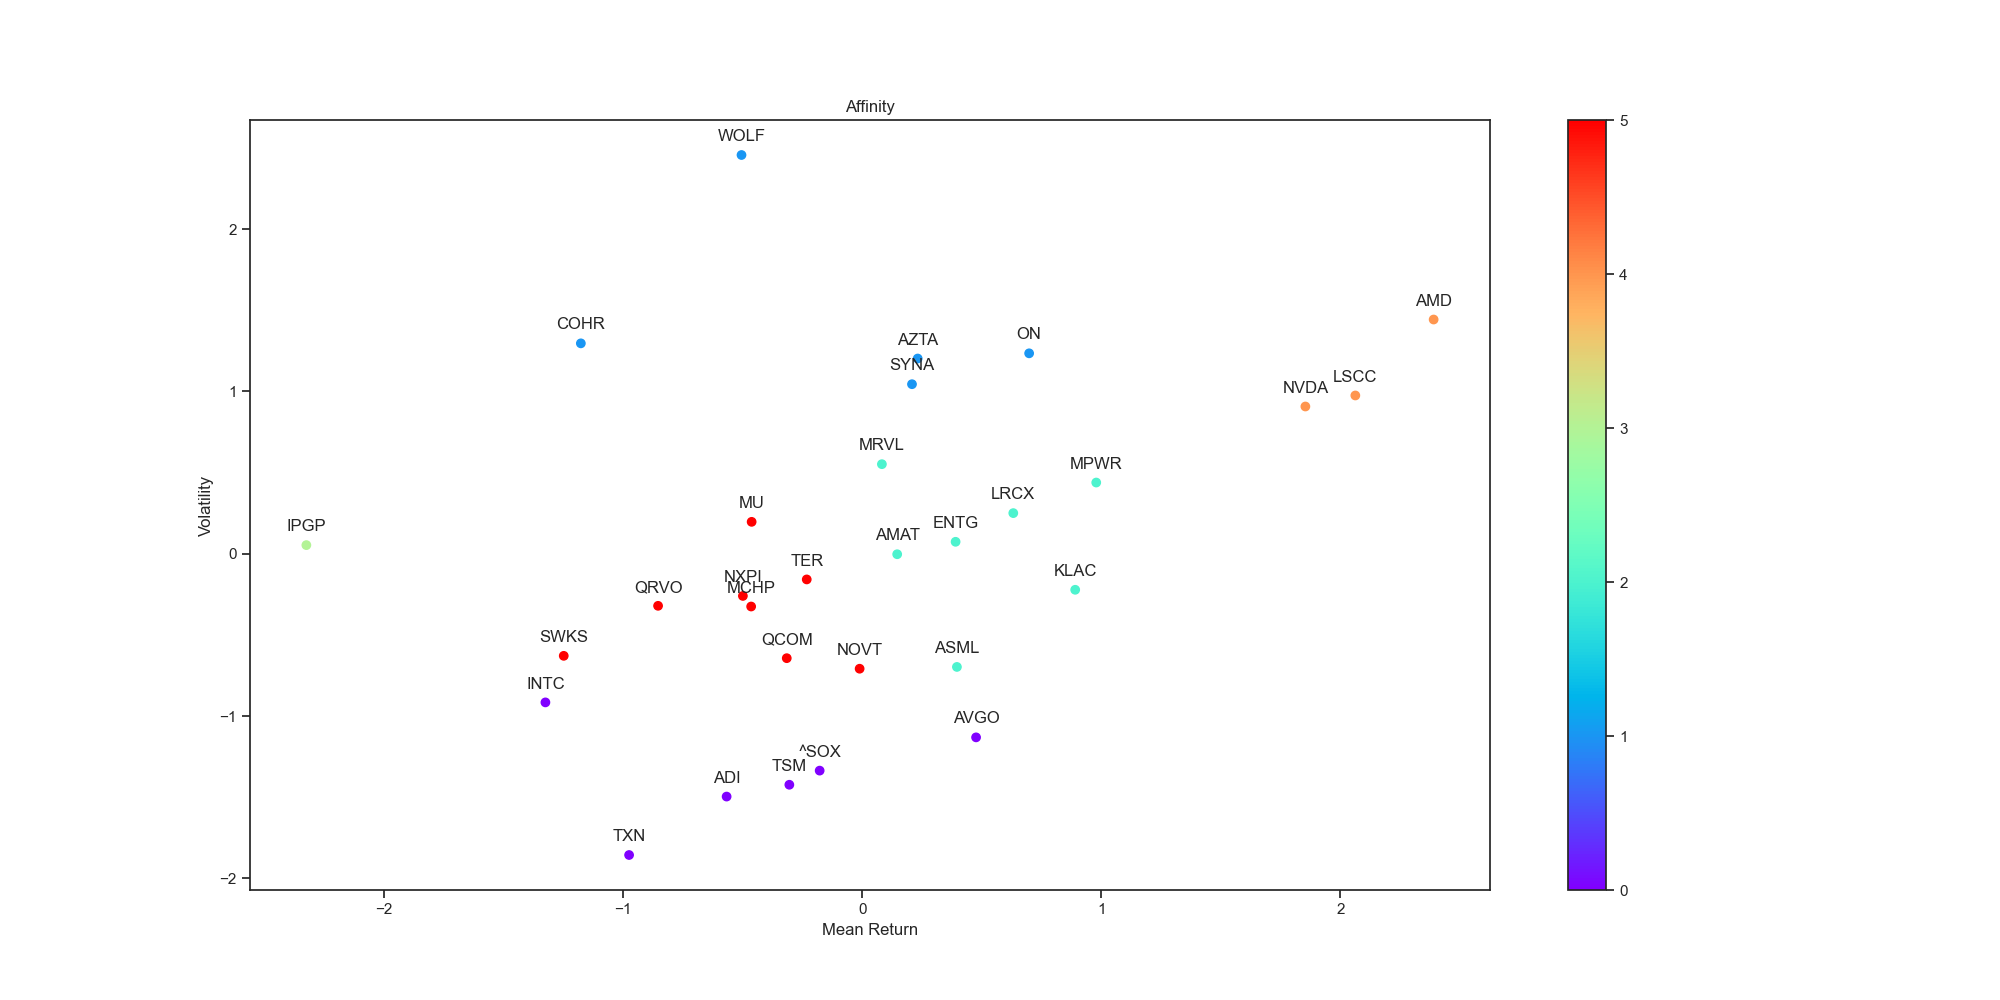 Affinity
WOLF
5
2
4
AMD
COHR
AZTA
ON
SYNA
1
NVDA
LSCC
3
MRVL
MPWR
Volatility
MU
LRCX
IPGP
ENTG
AMAT
0
TER
NXPI
MCHP
QRVO
KLAC
2
SWKS
QCOM
NOVT
ASML
INTC
−1
AVGO
1
^SOX
TSM
ADI
TXN
−2
0
−2
−1
0
1
2
Mean Return